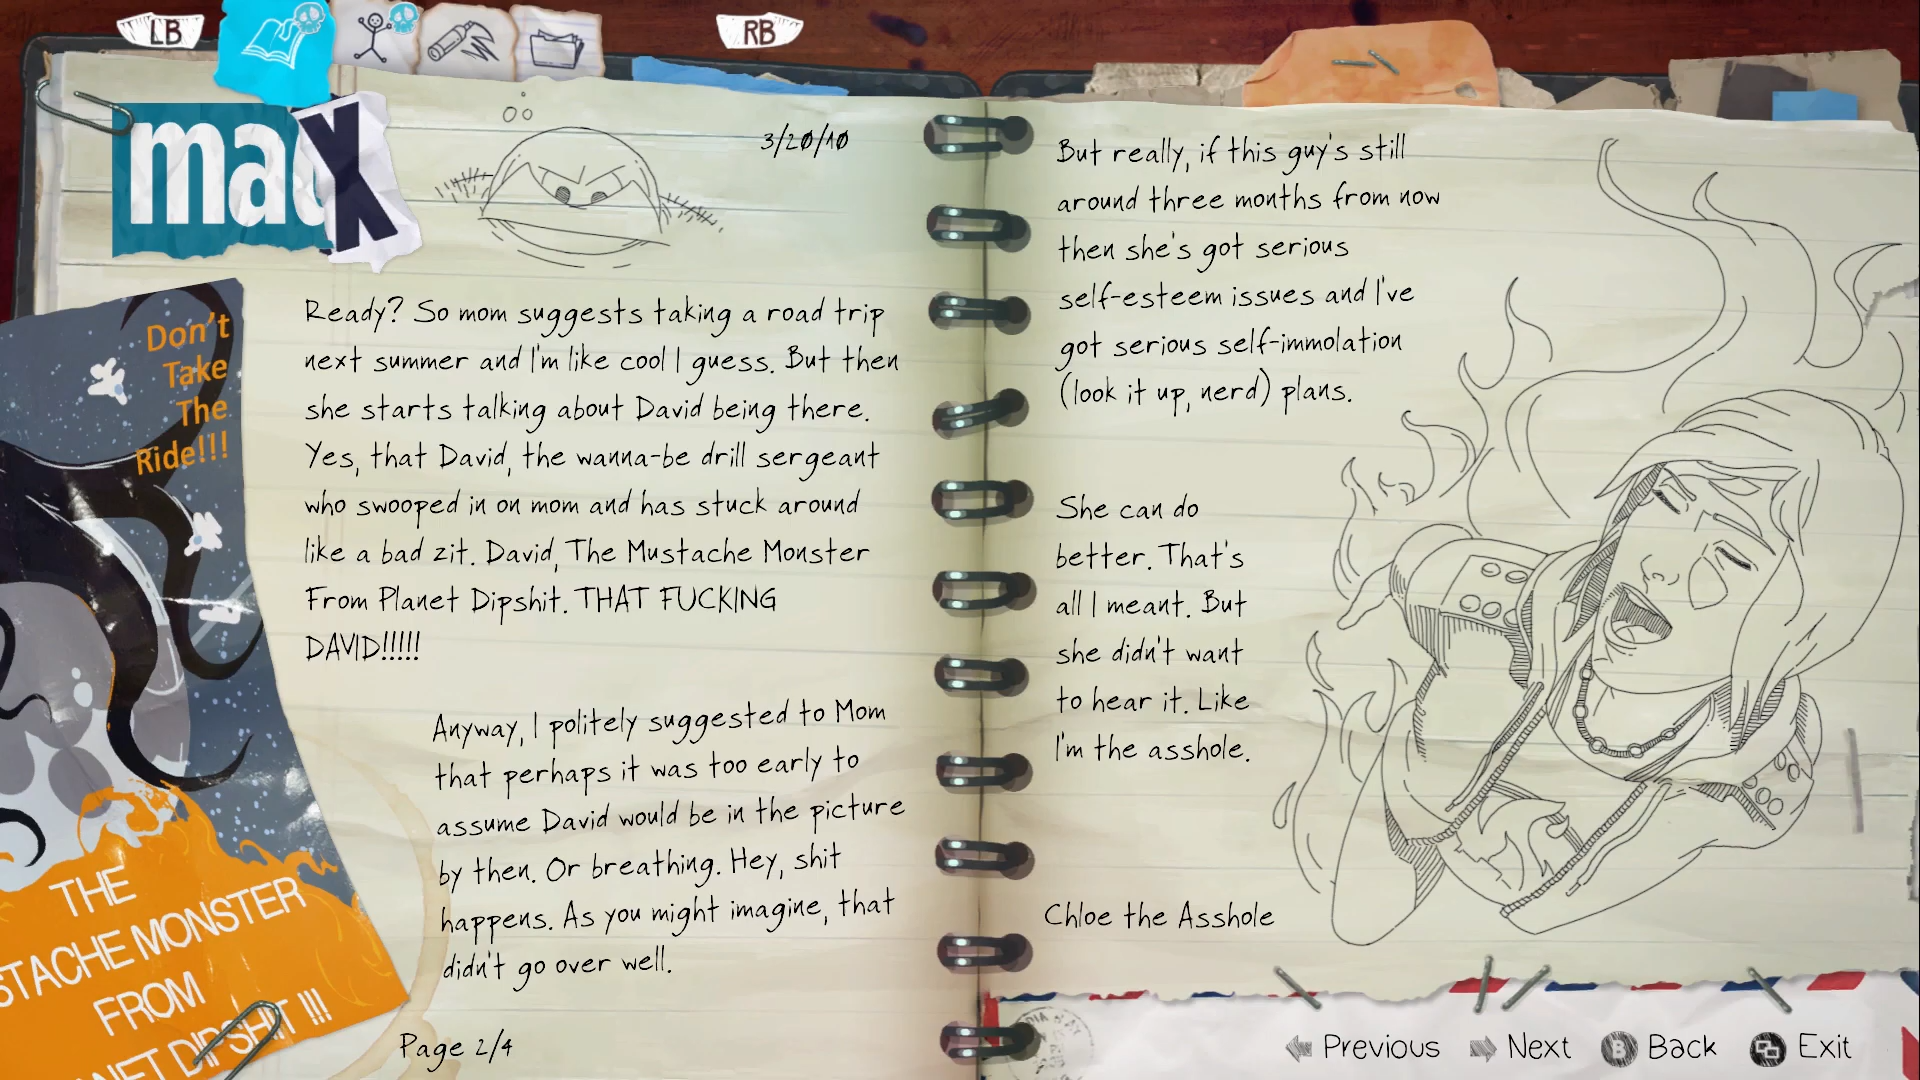 LB
RB
max
3/20/10
Don't
Take
The
Ride!!!
Ready? So mom suggests taking a road trip
next summer and I'm like cool I guess. But then
she starts talking about David being there.
Yes, that David, the wanna-be drill sergeant
who swooped in on mom and has stuck around
like a bad zit. David, The Mustache Monster
From Planet Dipshit. THAT FUCKING
DAVID!!!!!
Anyway, I politely suggested to Mom
that perhaps it was too early to
assume David would be in the picture
by then. Or breathing. Hey, shit
happens. As you might imagine, that
didn't go over well.
THE
STACHE MONSTER
FROM
NET DIPSHIT !!!
Page 2/4
But really, if this guy's still
around three months from now
then she's got serious
self-esteem issues and I've
got serious self-immolation
(look it up, nerd) plans.
She can do
better. That's
all I meant. But
she didn't want
to hear it. Like
I'm the asshole.
Chloe the Asshole
Previous
Next
B Back
Exit